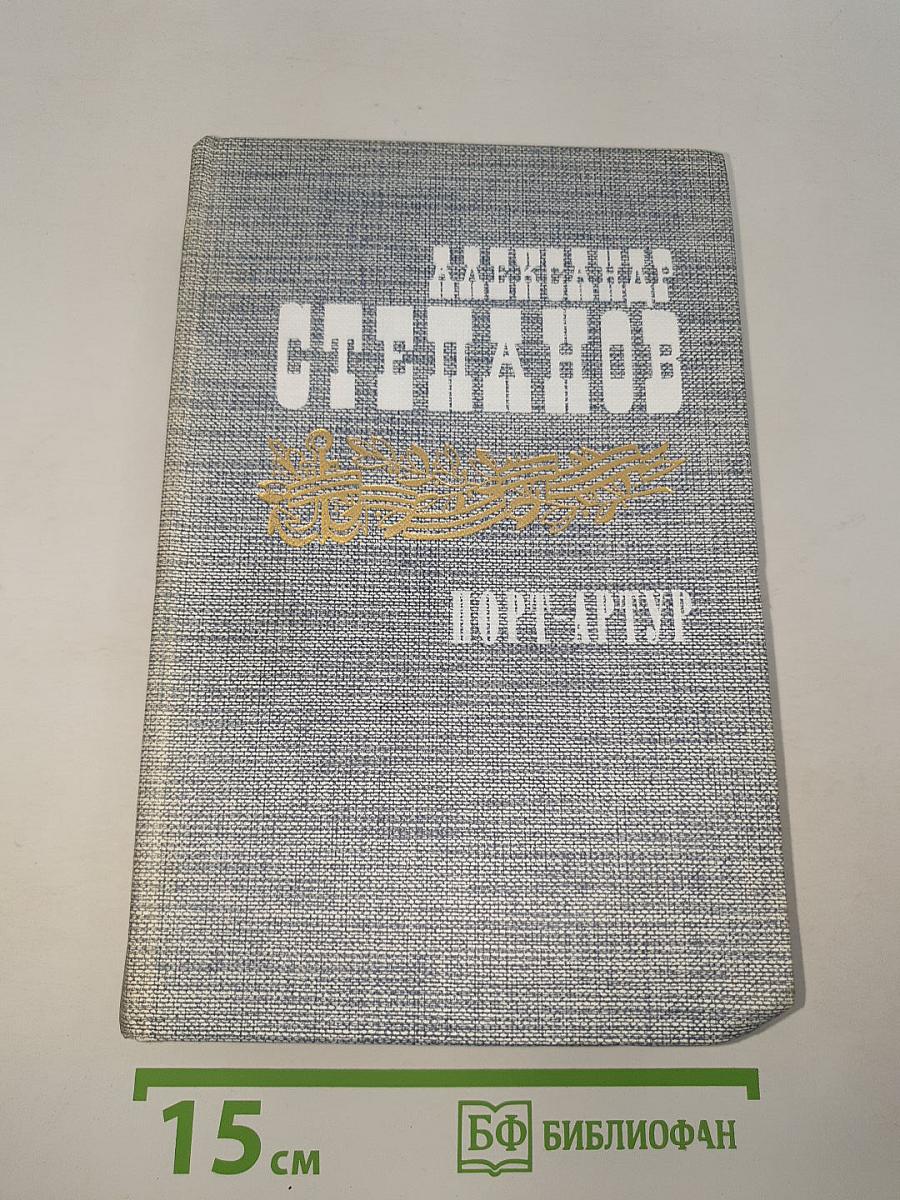 АЛЕКСАНДР
СТЕПАНОВ
ПОРТ-АРТУР
15 см
БФ БИБЛИОФАН